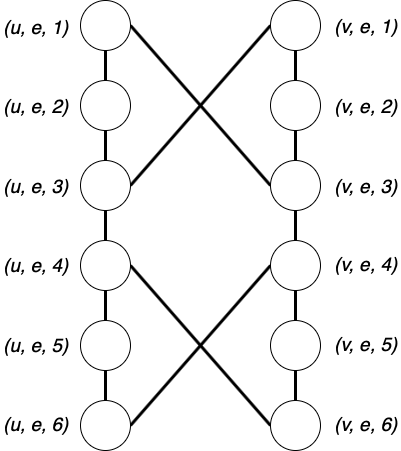 (u, e, 1) (v, e, 1)
(u, e, 2) (v, e, 2)
(u, e, 3) (v, e, 3)
(u, e, 4) (v, e, 4)
(u, e, 5) (v, e, 5)
(u, e, 6) (v, e, 6)